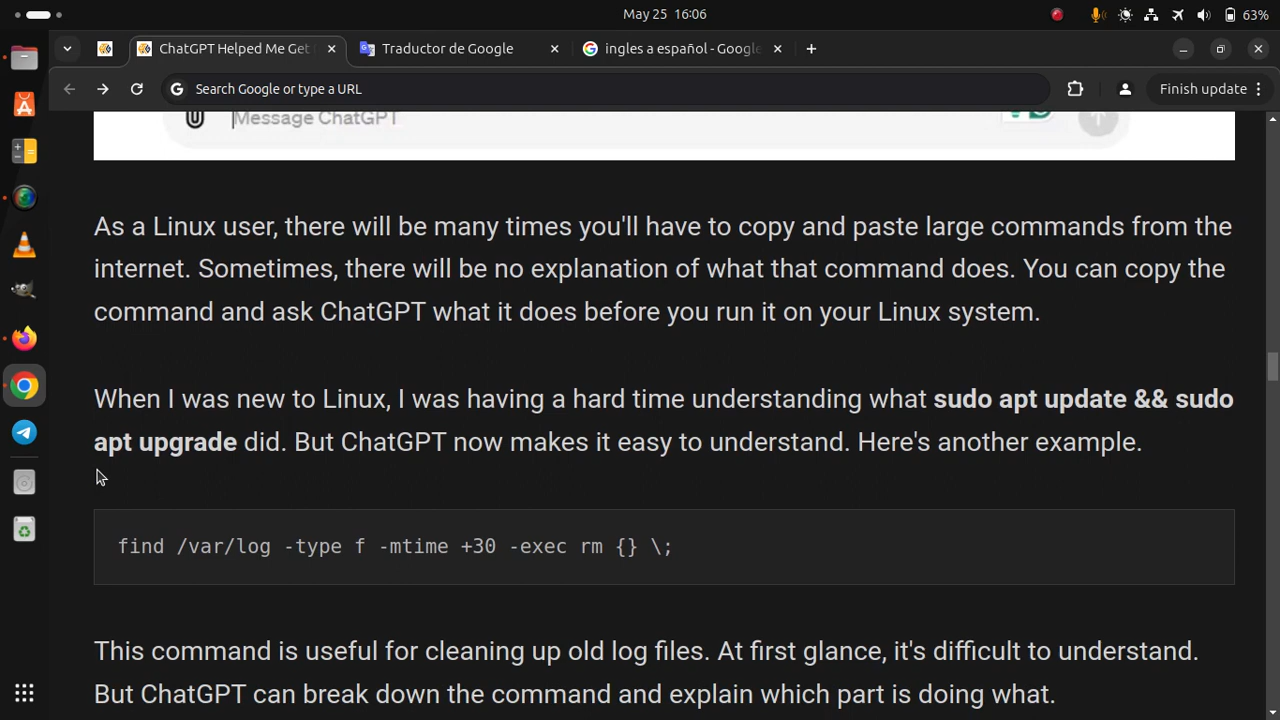 May 25 16:06
63%
ChatGPT Helped Me Get
Traductor de Google
ingles a español - Google
Search Google or type a URL
Finish update
Message ChatGPT
As a Linux user, there will be many times you'll have to copy and paste large commands from the
internet. Sometimes, there will be no explanation of what that command does. You can copy the
command and ask ChatGPT what it does before you run it on your Linux system.
When I was new to Linux, I was having a hard time understanding what sudo apt update && sudo
apt upgrade did. But ChatGPT now makes it easy to understand. Here's another example.
find /var/log -type f -mtime +30 -exec rm {} \;
This command is useful for cleaning up old log files. At first glance, it's difficult to understand.
But ChatGPT can break down the command and explain which part is doing what.